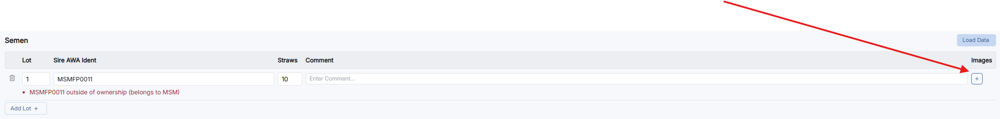 Semen
Load Data
Lot Sire AWA Ident Straws Comment Images
1 MSMFP0011 10 Enter Comment... +
• MSMFP0011 outside of ownership (belongs to MSM)
Add Lot +